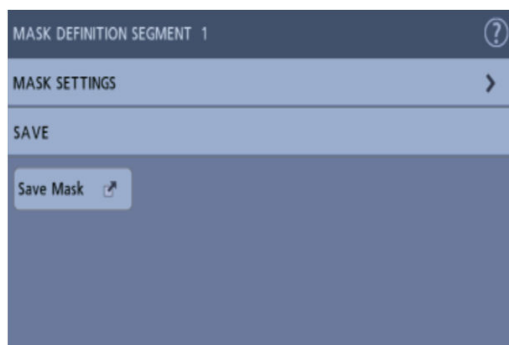 MASK DEFINITION SEGMENT 1
MASK SETTINGS
SAVE
Save Mask